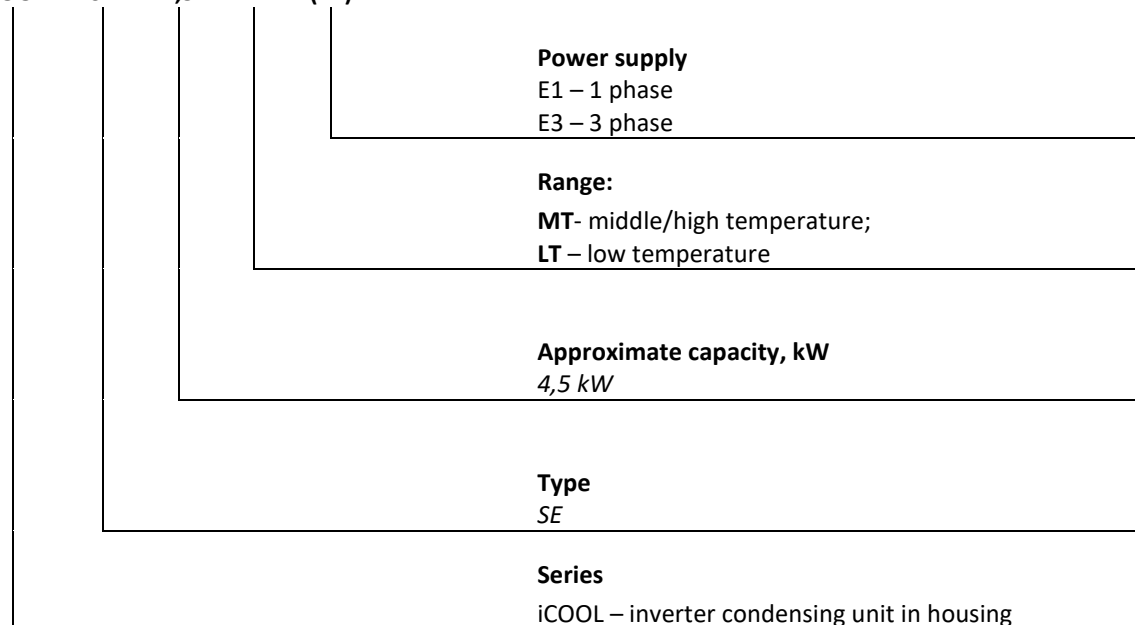 Power supply
E1 – 1 phase
E3 – 3 phase
Range:
MT- middle/high temperature;
LT – low temperature
Approximate capacity, kW
4,5 kW
Type
SE
Series
iCOOL – inverter condensing unit in housing